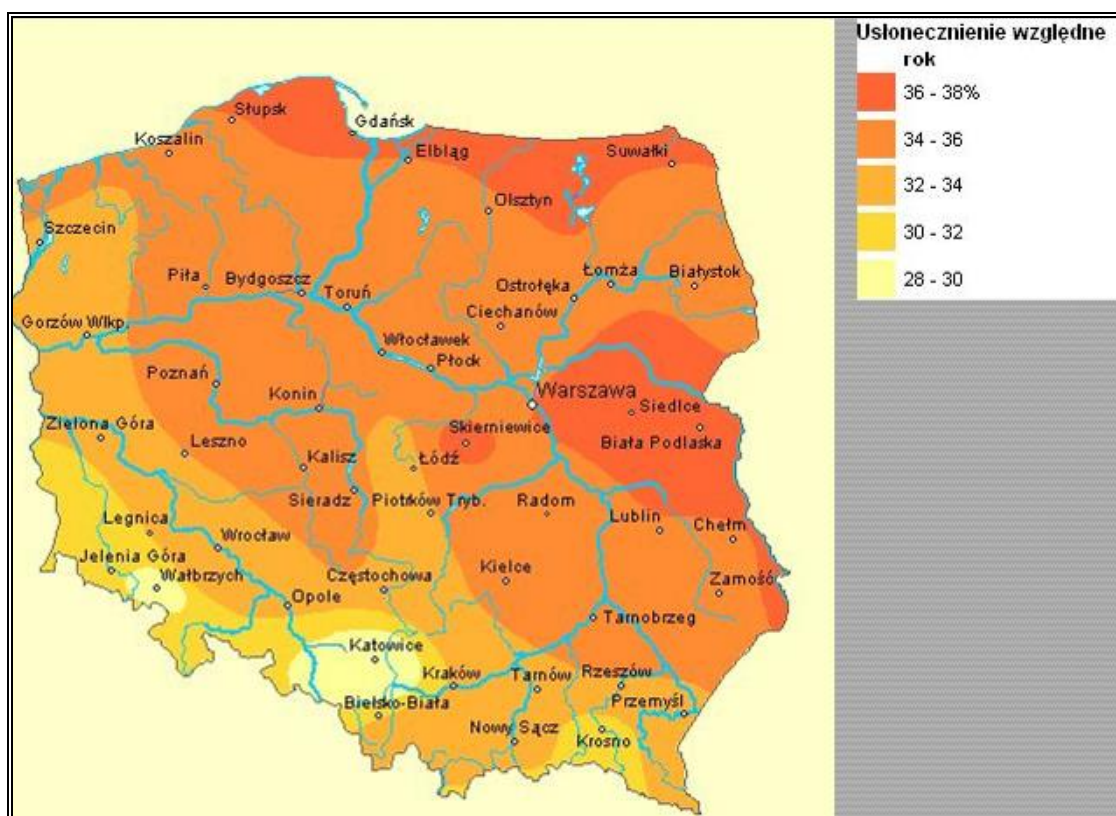 Usłonecznienie względne
rok
36 - 38%
34 - 36
32 - 34
30 - 32
28 - 30
Słupsk
Gdańsk
Koszalin
Elbląg
Suwałki
Olsztyn
Szczecin
Piła
Bydgoszcz
Toruń
Łomża
Białystok
Ostrołęka
Ciechanów
Gorzów Wlkp.
Włocławek
Płock
Poznań
Konin
Warszawa
Siedlce
Zielona Góra
Skierniewice
Biała Podlaska
Leszno
Kalisz
Łódź
Sieradz
Piotrków Tryb.
Radom
Lublin
Chełm
Legnica
Wrocław
Jelenia Góra
Wałbrzych
Częstochowa
Kielce
Zamość
Opole
Tarnobrzeg
Katowice
Kraków
Tarnów
Rzeszów
Bielsko-Biała
Przemyśl
Nowy Sącz
Krosno